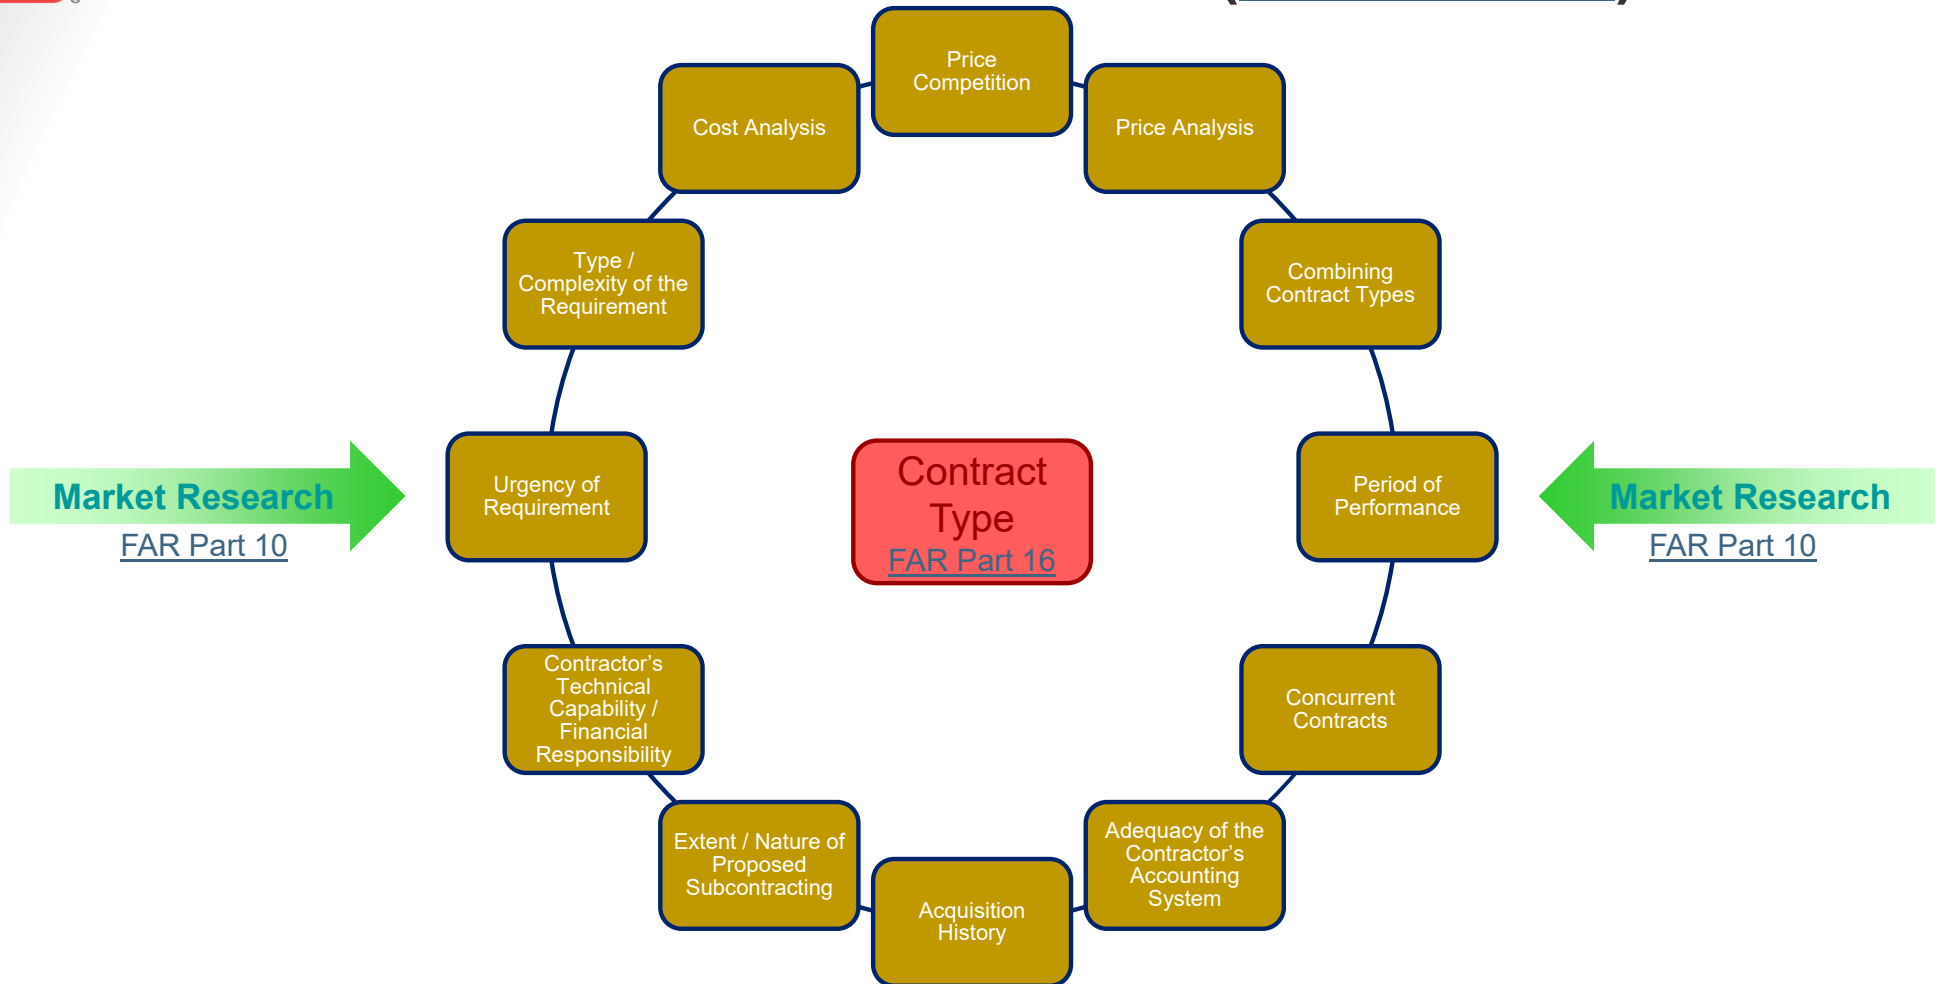 Price
Competition
Cost Analysis
Price Analysis
Type /
Complexity of the
Requirement
Combining
Contract Types
Market Research
FAR Part 10
Urgency of
Requirement
Contract
Type
FAR Part 16
Period of
Performance
Market Research
FAR Part 10
Contractor’s
Technical
Capability /
Financial
Responsibility
Concurrent
Contracts
Extent / Nature of
Proposed
Subcontracting
Acquisition
History
Adequacy of the
Contractor’s
Accounting
System